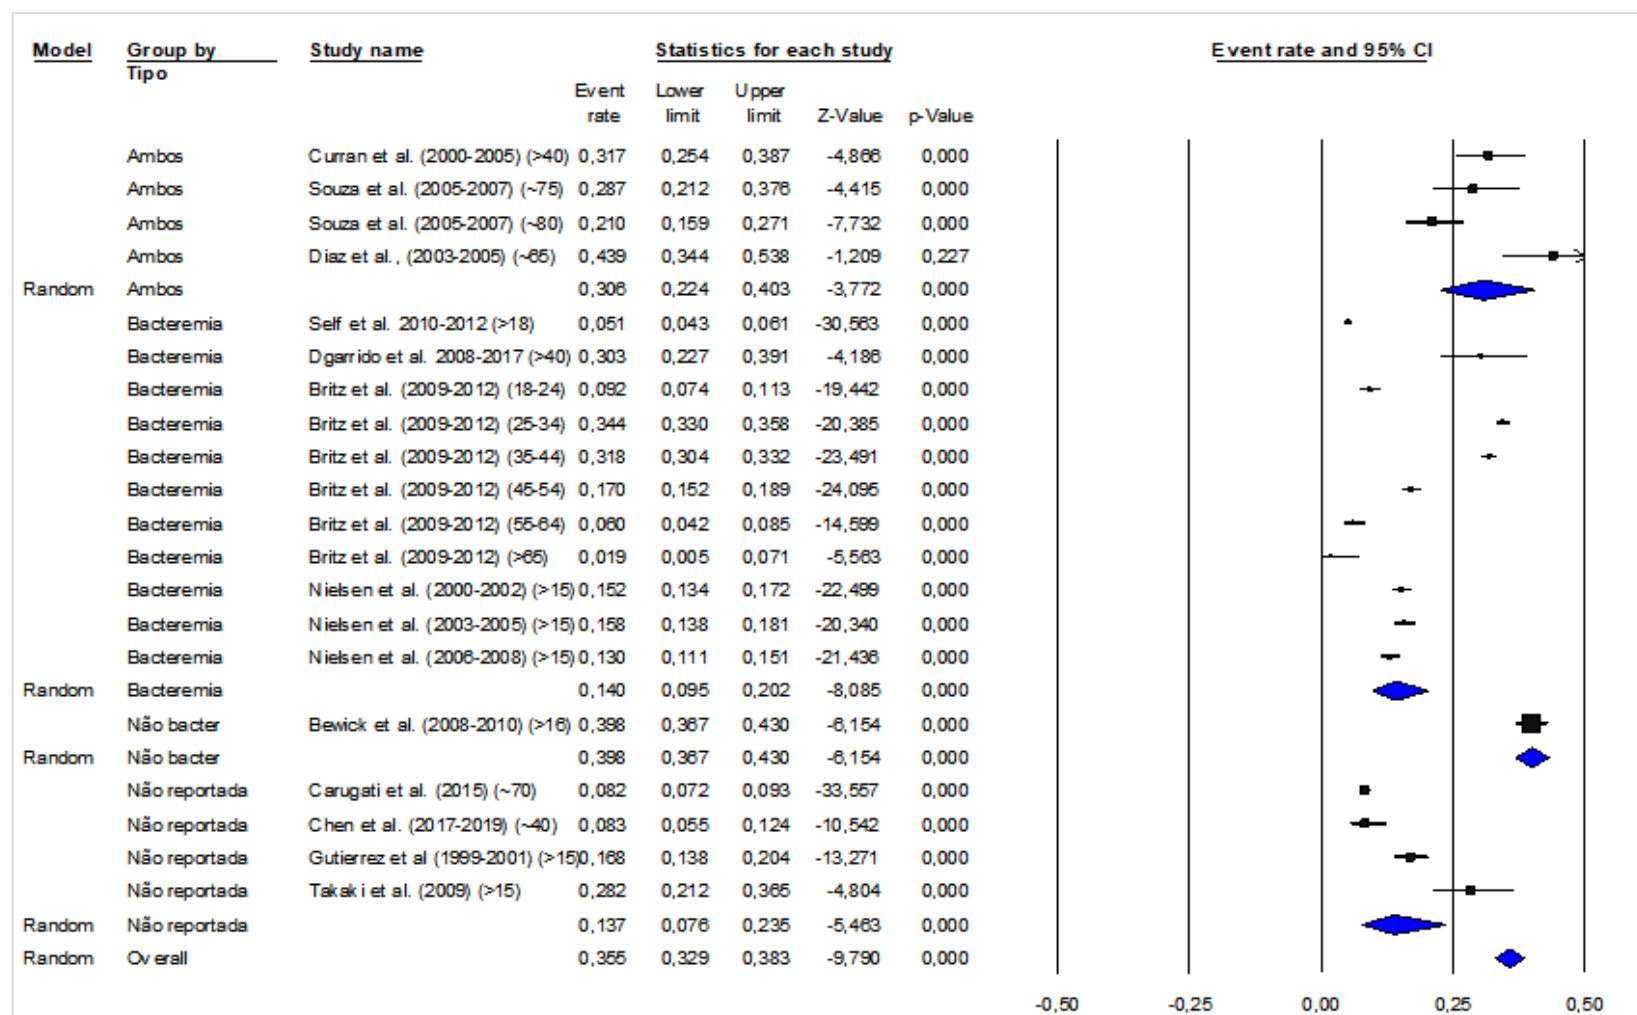 Model Group by Study name Statistics for each study Event rate and 95% CI
Tipo
Event Lower Upper
rate limit limit Z-Value p-Value
Ambos Curran et al. (2000-2005) (>40) 0,317 0,254 0,387 -4,866 0,000
Ambos Souza et al. (2005-2007) (~75) 0,287 0,212 0,376 -4,415 0,000
Ambos Souza et al. (2005-2007) (~80) 0,210 0,159 0,271 -7,732 0,000
Ambos Diaz et al., (2003-2005) (~65) 0,439 0,344 0,538 -1,209 0,227
Random Ambos 0,306 0,224 0,403 -3,772 0,000
Bacteremia Self et al. 2010-2012 (>18) 0,051 0,043 0,061 -30,563 0,000
Bacteremia Dgarrido et al. 2008-2017 (>40) 0,303 0,227 0,391 -4,186 0,000
Bacteremia Britz et al. (2009-2012) (18-24) 0,092 0,074 0,113 -19,442 0,000
Bacteremia Britz et al. (2009-2012) (25-34) 0,344 0,330 0,358 -20,385 0,000
Bacteremia Britz et al. (2009-2012) (35-44) 0,318 0,304 0,332 -23,491 0,000
Bacteremia Britz et al. (2009-2012) (45-54) 0,170 0,152 0,189 -24,095 0,000
Bacteremia Britz et al. (2009-2012) (55-64) 0,060 0,042 0,085 -14,599 0,000
Bacteremia Britz et al. (2009-2012) (>65) 0,019 0,005 0,071 -5,563 0,000
Bacteremia Nielsen et al. (2000-2002) (>15) 0,152 0,134 0,172 -22,499 0,000
Bacteremia Nielsen et al. (2003-2005) (>15) 0,158 0,138 0,181 -20,340 0,000
Bacteremia Nielsen et al. (2006-2008) (>15) 0,130 0,111 0,151 -21,436 0,000
Random Bacteremia 0,140 0,095 0,202 -8,085 0,000
Não bacter Bewick et al. (2008-2010) (>16) 0,398 0,367 0,430 -6,154 0,000
Random Não bacter 0,398 0,367 0,430 -6,154 0,000
Não reportada Carugati et al. (2015) (~70) 0,082 0,072 0,093 -33,557 0,000
Não reportada Chen et al. (2017-2019) (~40) 0,083 0,055 0,124 -10,542 0,000
Não reportada Gutierrez et al (1999-2001) (>15) 0,168 0,138 0,204 -13,271 0,000
Não reportada Takaki et al. (2009) (>15) 0,282 0,212 0,365 -4,804 0,000
Random Não reportada 0,137 0,076 0,235 -5,463 0,000
Random Overall 0,355 0,329 0,383 -9,790 0,000
-0,50 -0,25 0,00 0,25 0,50